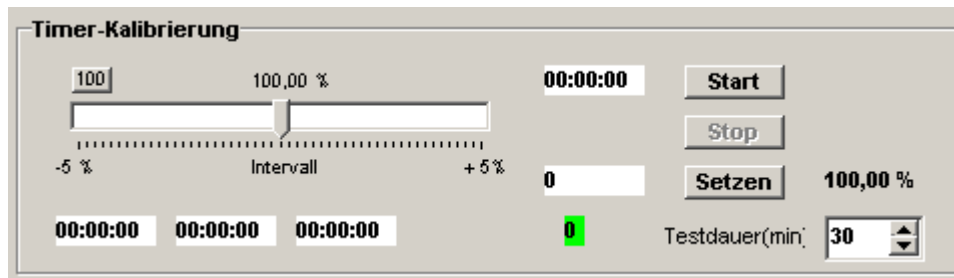 Timer-Kalibrierung
100 100,00 % 00:00:00 Start
Stop
-5 % Intervall + 5%
0 Setzen 100,00 %
00:00:00 00:00:00 00:00:00 0 Testdauer(min) 30